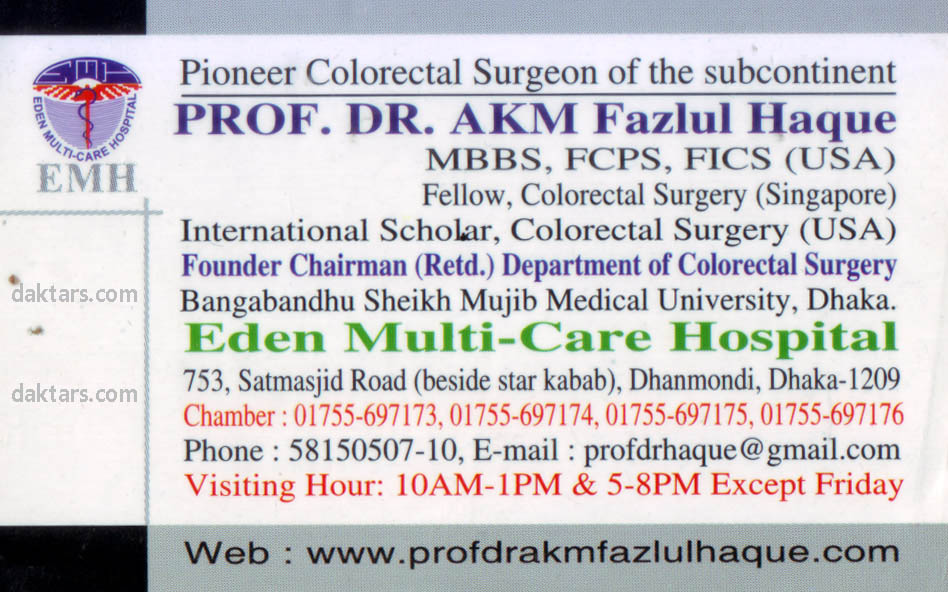 EMH
EDEN MULTI-CARE HOSPITAL
EMH
Pioneer Colorectal Surgeon of the subcontinent
PROF. DR. AKM Fazlul Haque
MBBS, FCPS, FICS (USA)
Fellow, Colorectal Surgery (Singapore)
International Scholar, Colorectal Surgery (USA)
Founder Chairman (Retd.) Department of Colorectal Surgery
Bangabandhu Sheikh Mujib Medical University, Dhaka.
Eden Multi-Care Hospital
753, Satmasjid Road (beside star kabab), Dhanmondi, Dhaka-1209
Chamber : 01755-697173, 01755-697174, 01755-697175, 01755-697176
Phone : 58150507-10, E-mail : profdrhaque@gmail.com
Visiting Hour: 10AM-1PM & 5-8PM Except Friday
Web : www.profdrakmfazlulhaque.com
daktars.com
daktars.com